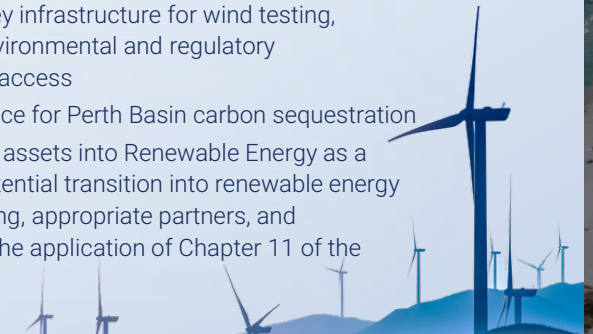 y infrastructure for wind testing,
vironmental and regulatory
access
ce for Perth Basin carbon sequestration
assets into Renewable Energy as a
tential transition into renewable energy
ng, appropriate partners, and
he application of Chapter 11 of the